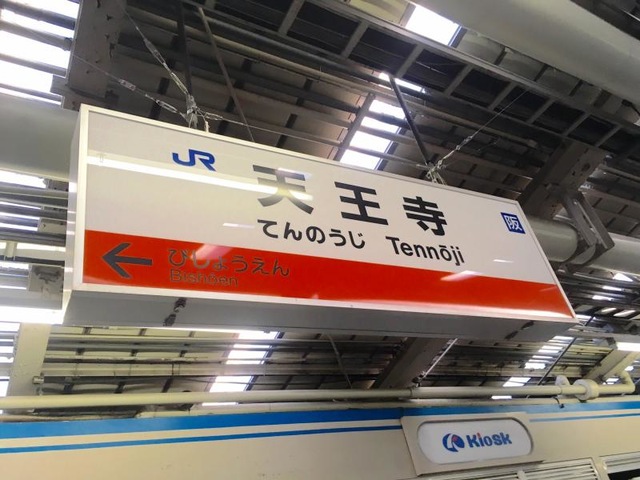 JR 天王寺 阪
てんのうじ Tennōji
びしょうえん
Bishōen
Kiosk